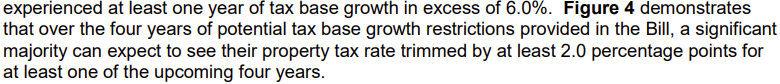 experienced at least one year of tax base growth in excess of 6.0%. Figure 4 demonstrates
that over the four years of potential tax base growth restrictions provided in the Bill, a significant
majority can expect to see their property tax rate trimmed by at least 2.0 percentage points for
at least one of the upcoming four years.